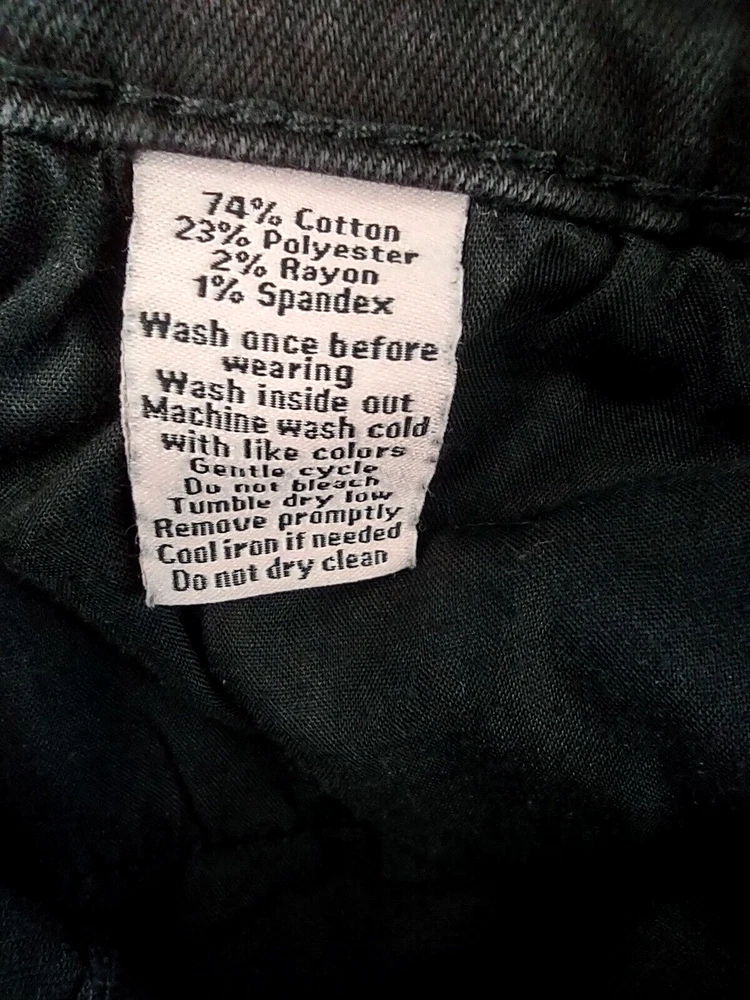 74% Cotton
23% Polyester
2% Rayon
1% Spandex
Wash once before
wearing
Wash inside out
Machine wash cold
with like colors
Gentle cycle
Do not bleach
Tumble dry low
Remove promptly
Cool iron if needed
Do not dry clean